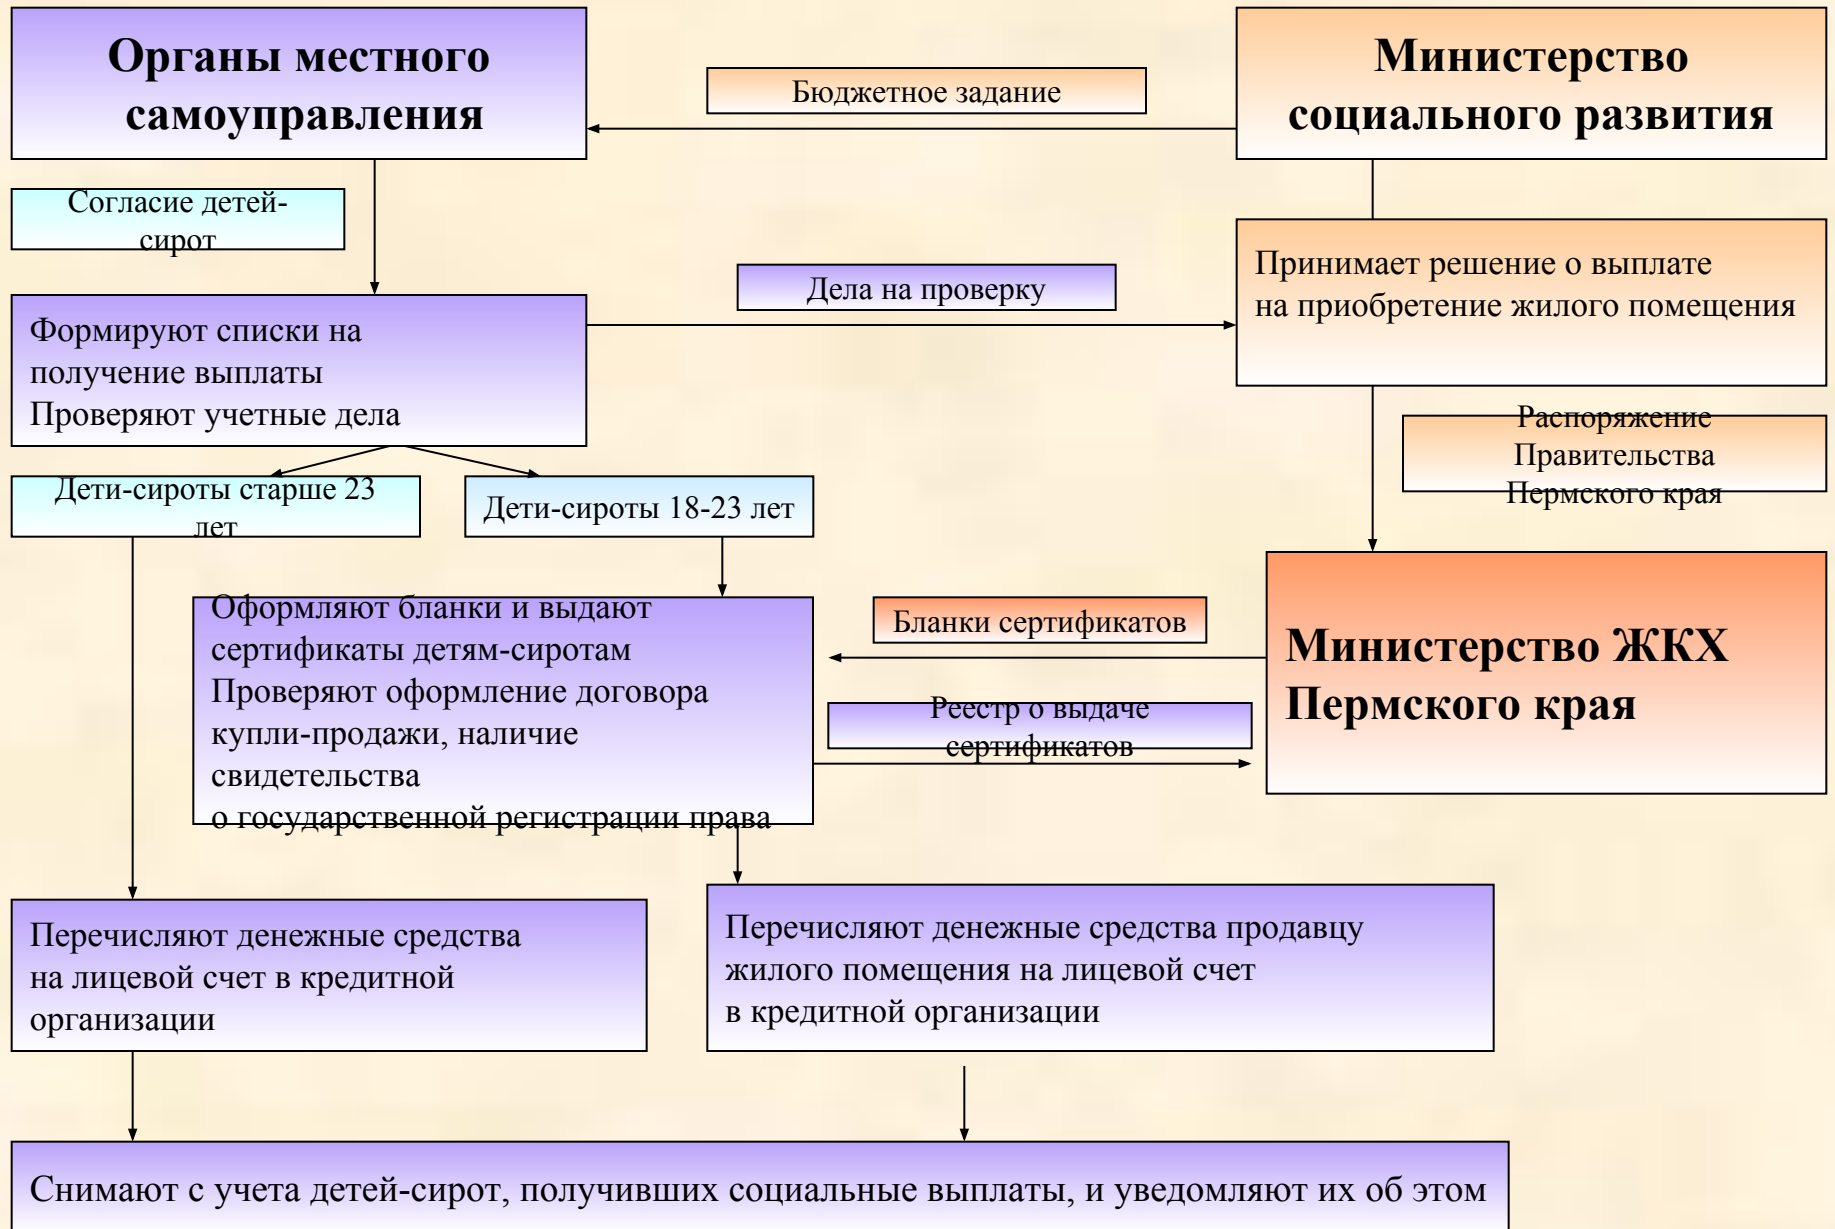 Органы местного
самоуправления
Бюджетное задание
Министерство
социального развития
Согласие детей-
сирот
Дела на проверку
Принимает решение о выплате
на приобретение жилого помещения
Формируют списки на
получение выплаты
Проверяют учетные дела
Распоряжение
Правительства
Пермского края
Дети-сироты старше 23
лет
Дети-сироты 18-23 лет
Оформляют бланки и выдают
сертификаты детям-сиротам
Проверяют оформление договора
купли-продажи, наличие
свидетельства
о государственной регистрации права
Бланки сертификатов
Реестр о выдаче
сертификатов
Министерство ЖКХ
Пермского края
Перечисляют денежные средства
на лицевой счет в кредитной
организации
Перечисляют денежные средства продавцу
жилого помещения на лицевой счет
в кредитной организации
Снимают с учета детей-сирот, получивших социальные выплаты, и уведомляют их об этом